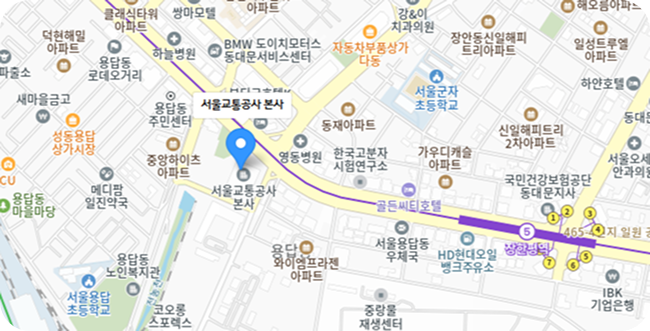 클래식타워
아파트
쌍마모텔
아파트
강&이
치과의원
해오름아파트
덕현해밀
아파트
용답동
로데오거리
하늘병원
BMW 도이치모터스
동대문서비스센터
자동차부품상가
다동
장안동신일해피
트리아파트
일성트루엘
아파트
파출소
새마을금고
용답동
주민센터
서울교통공사 본사
서울군자
초등학교
하얀호텔
성동용답
상가시장
동재아파트
신일해피트리
2차아파트
중앙하이츠
아파트
영동병원
한국고분자
시험연구소
가우디캐슬
아파트
서울오세
안과의원
CU
메디팜
일진약국
서울교통공사
본사
국민건강보험공단
동대문지사
용답동
마을마당
골든씨티호텔
1
2
3
4
5
장한평역
서울용답동
우체국
HD현대오일
뱅크주유소
7
6
5
용답동
노인복지관
용답
와이엠프라젠
아파트
서울용답
초등학교
코오롱
스포렉스
중랑물
재생센터
IBK
기업은행